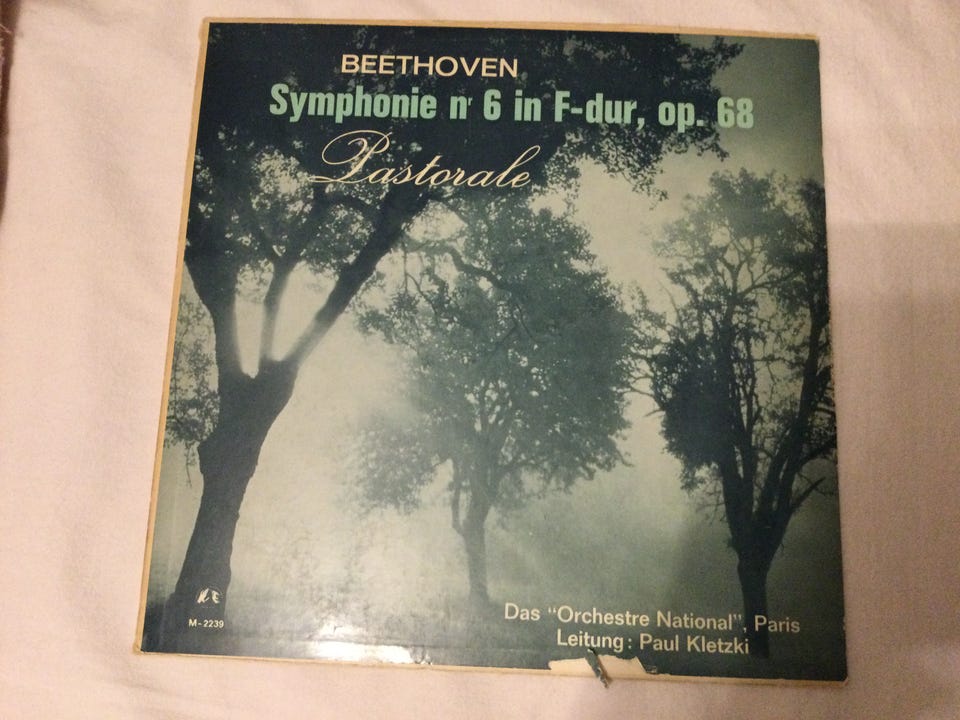 BEETHOVEN
Symphonie nr 6 in F-dur, op. 68
Pastorale
M-2239
Das "Orchestre National", Paris
Leitung: Paul Kletzki